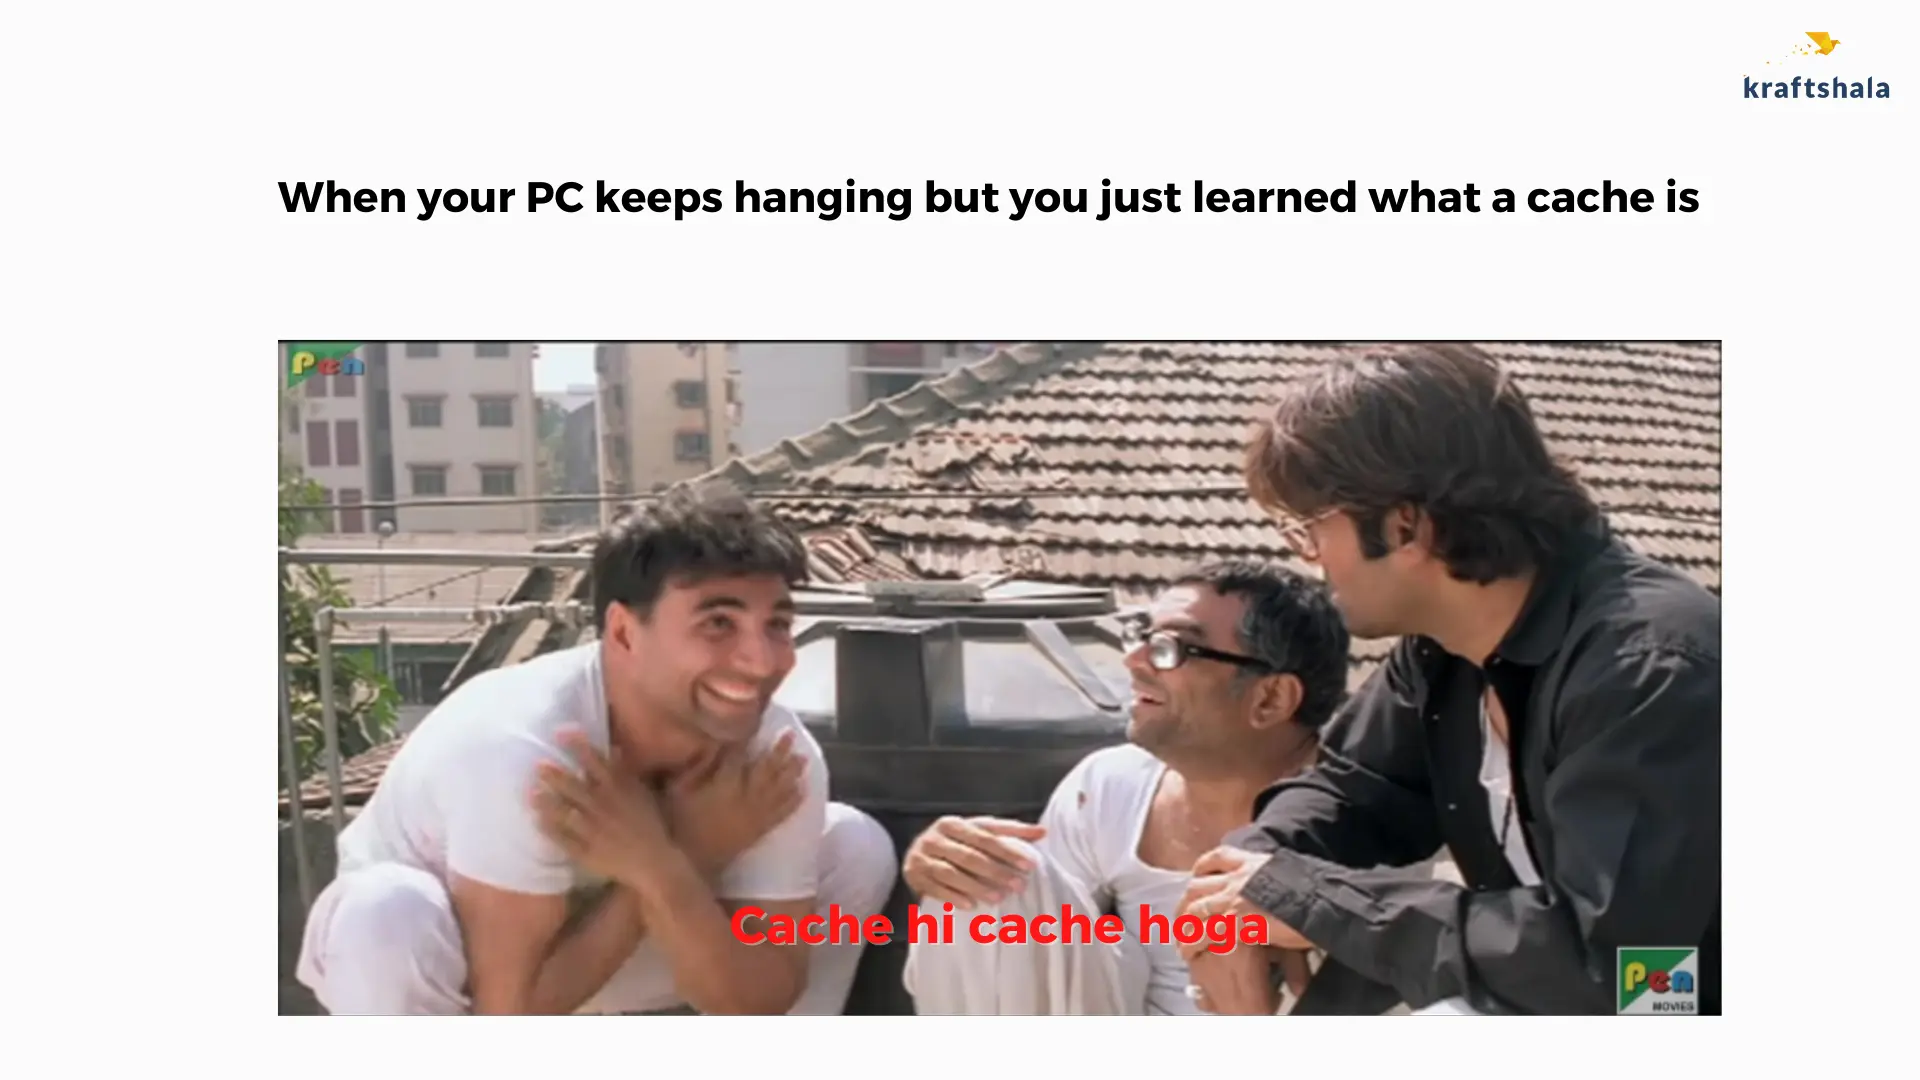 kraftshala
When your PC keeps hanging but you just learned what a cache is
Pen
Cache hi cache hoga
Pen
MOVIES